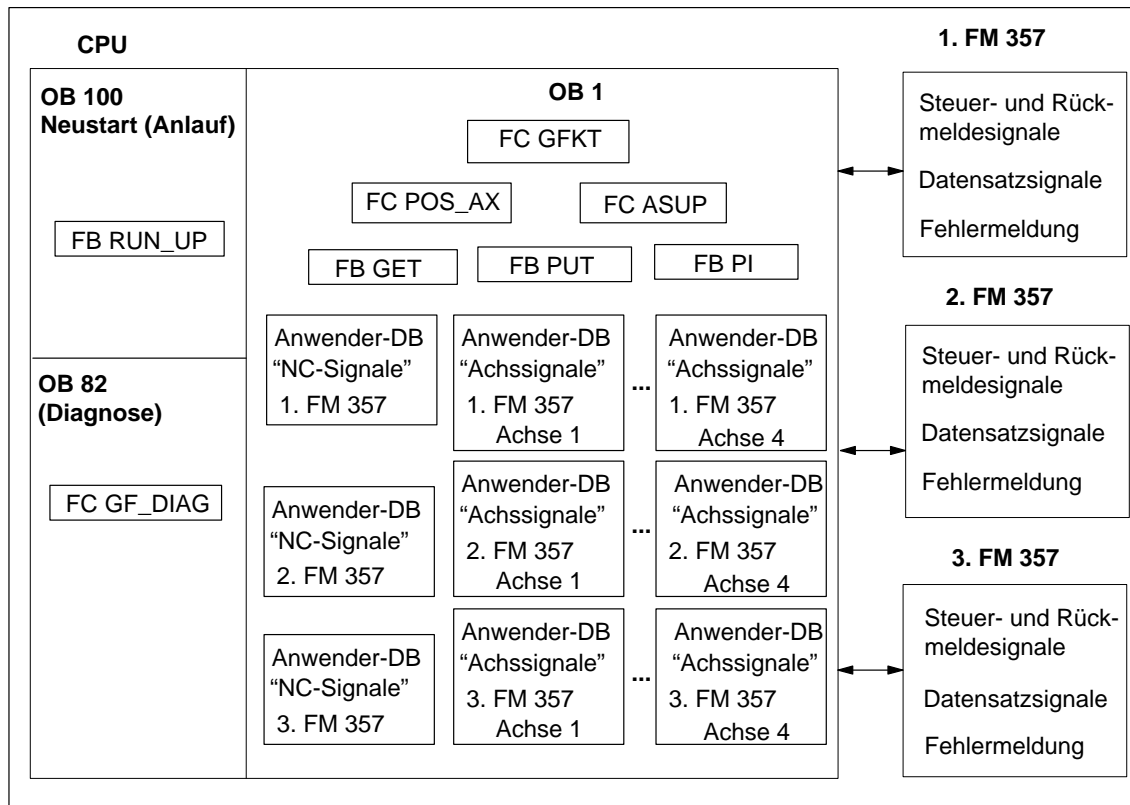 CPU
OB 100
Neustart (Anlauf)
FB RUN_UP
OB 82
(Diagnose)
FC GF_DIAG
OB 1
FC GFKT
FC POS_AX
FC ASUP
FB GET
FB PUT
FB PI
Anwender-DB
“NC-Signale”
1. FM 357
Anwender-DB
“Achssignale”
1. FM 357
Achse 1
...
Anwender-DB
“Achssignale”
1. FM 357
Achse 4
Anwender-DB
“NC-Signale”
2. FM 357
Anwender-DB
“Achssignale”
2. FM 357
Achse 1
...
Anwender-DB
“Achssignale”
2. FM 357
Achse 4
Anwender-DB
“NC-Signale”
3. FM 357
Anwender-DB
“Achssignale”
3. FM 357
Achse 1
...
Anwender-DB
“Achssignale”
3. FM 357
Achse 4
1. FM 357
Steuer- und Rück-
meldesignale
Datensatzsignale
Fehlermeldung
2. FM 357
Steuer- und Rück-
meldesignale
Datensatzsignale
Fehlermeldung
3. FM 357
Steuer- und Rück-
meldesignale
Datensatzsignale
Fehlermeldung